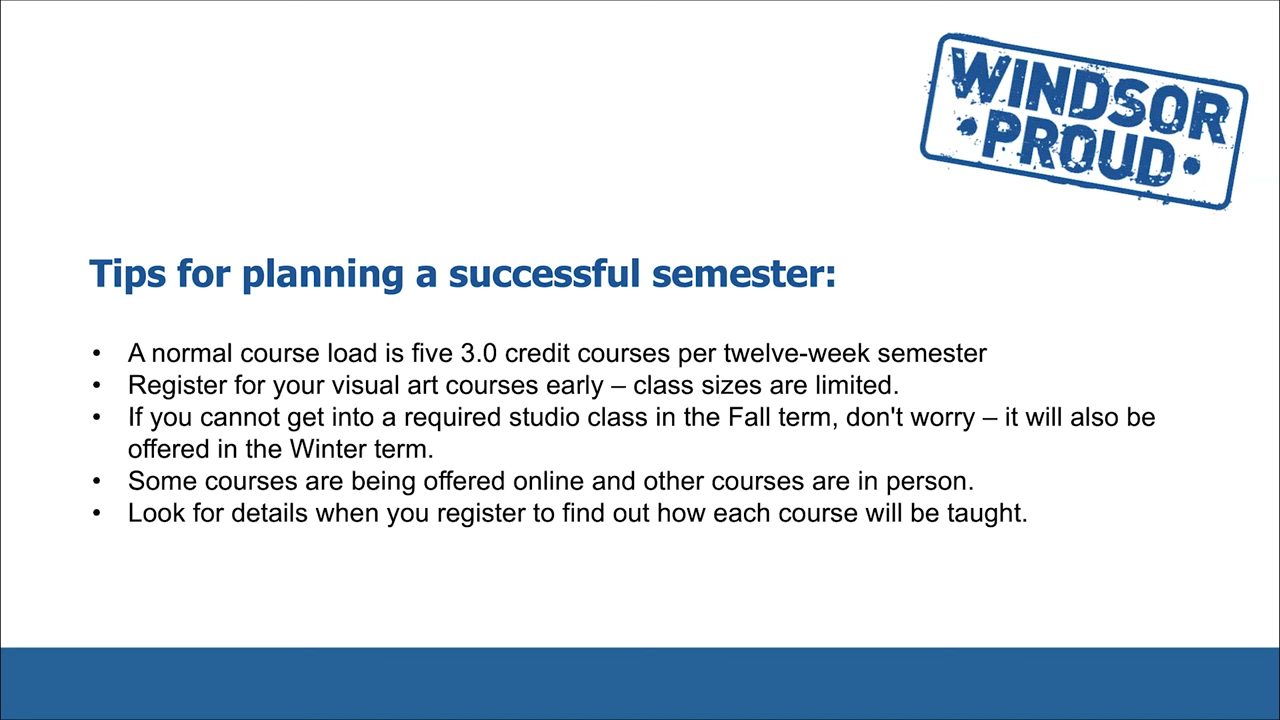 WINDSOR
• PROUD •
Tips for planning a successful semester:
• A normal course load is five 3.0 credit courses per twelve-week semester
• Register for your visual art courses early – class sizes are limited.
• If you cannot get into a required studio class in the Fall term, don't worry – it will also be
offered in the Winter term.
• Some courses are being offered online and other courses are in person.
• Look for details when you register to find out how each course will be taught.